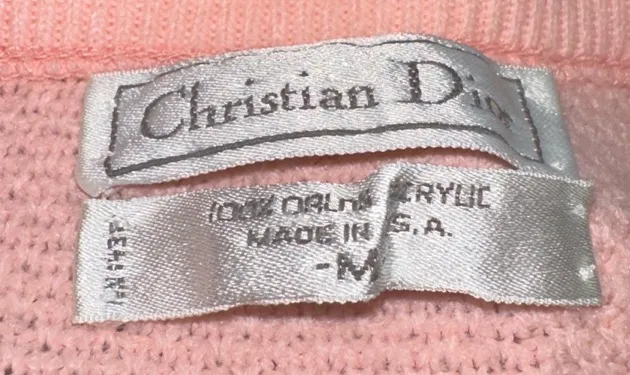 Christian Dior
100% ORLON ACRYLIC
MADE IN U.S.A.
-M